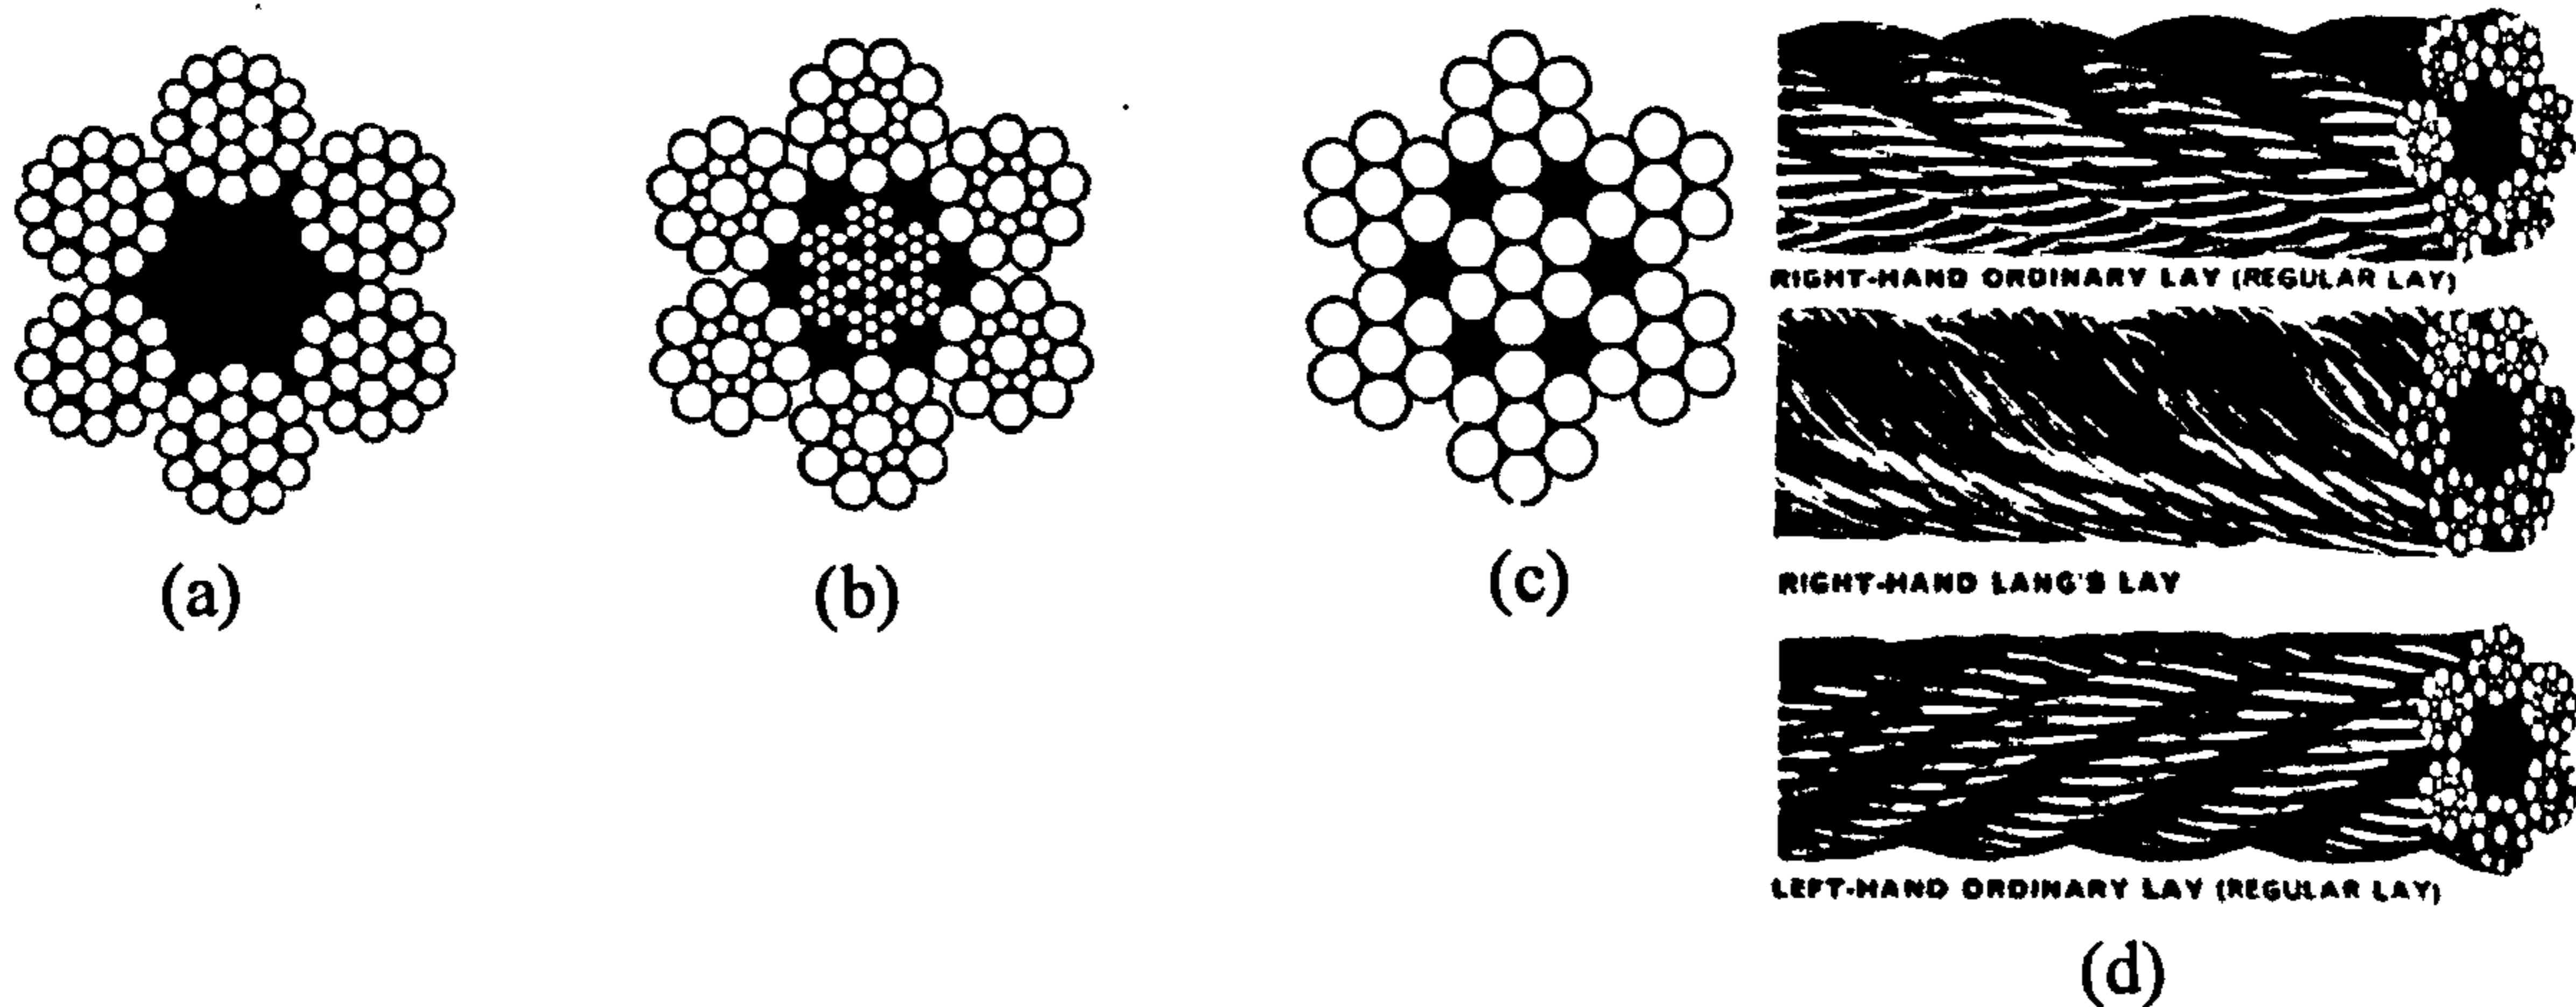 (a)
(b)
(c)
RIGHT-HAND ORDINARY LAY (REGULAR LAY)
RIGHT-HAND LANG'S LAY
LEFT-HAND ORDINARY LAY (REGULAR LAY)
(d)